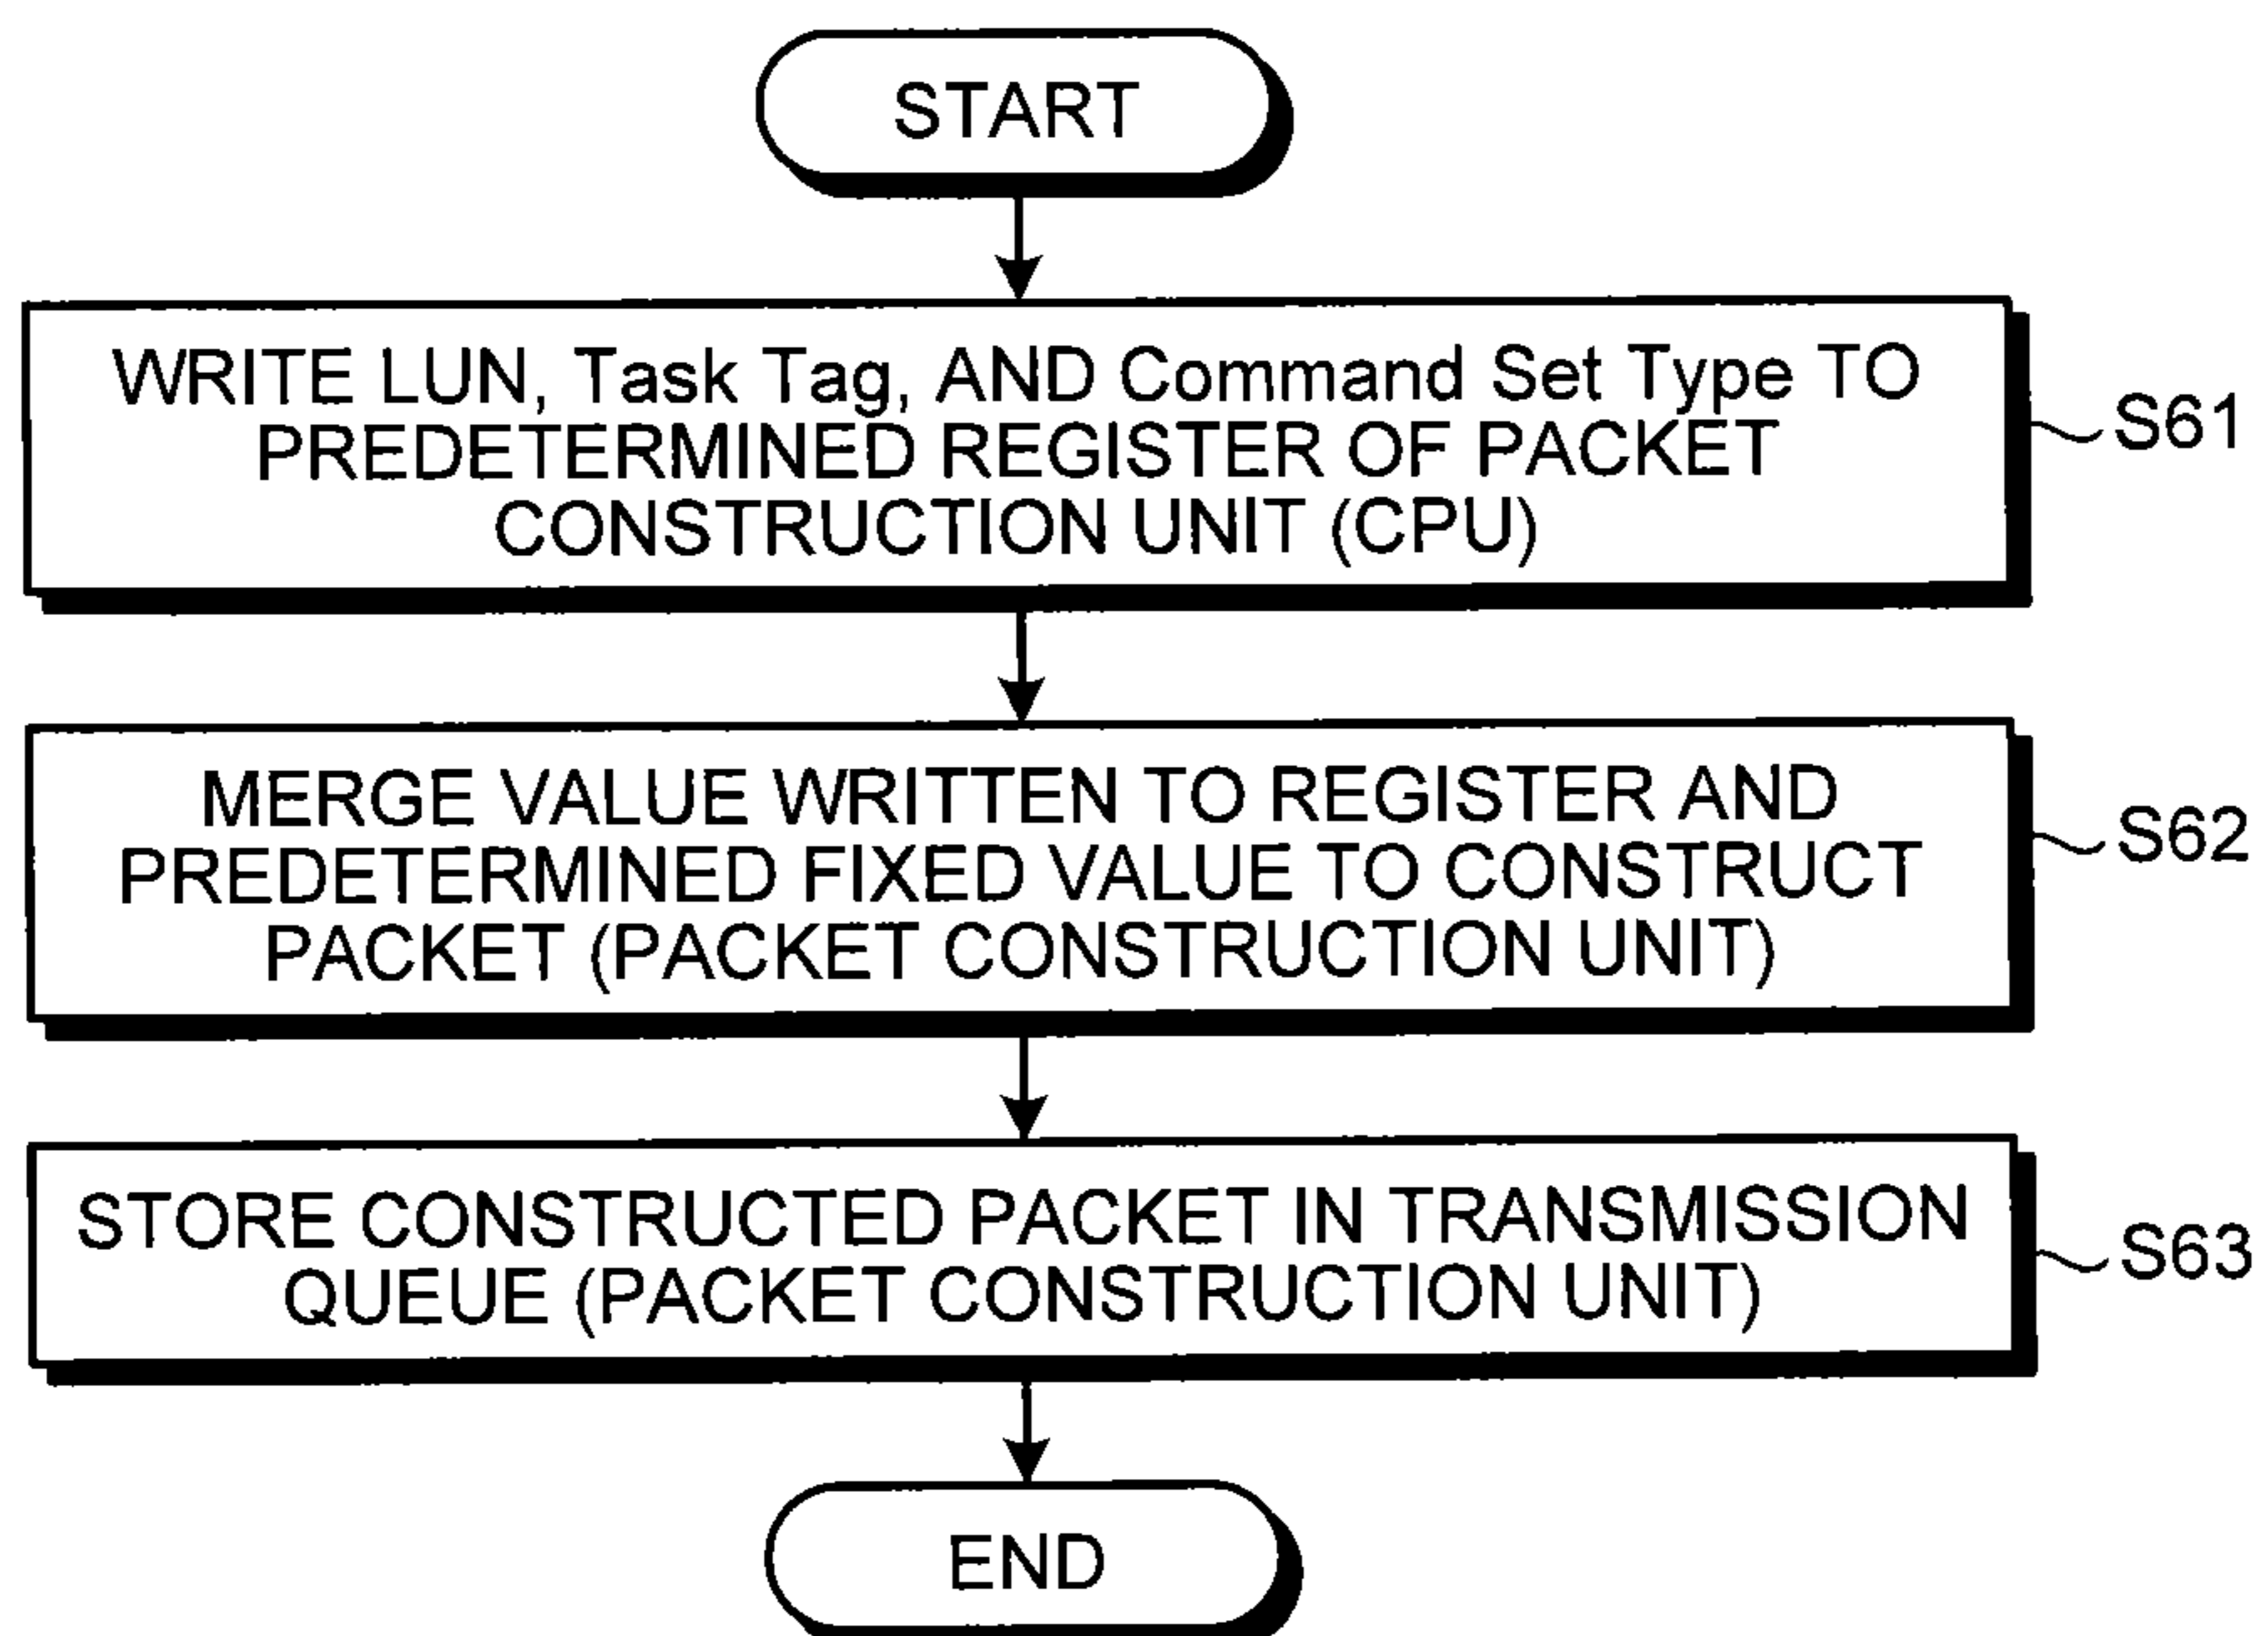 START
WRITE LUN, Task Tag, AND Command Set Type TO
PREDETERMINED REGISTER OF PACKET
CONSTRUCTION UNIT (CPU)
S61
MERGE VALUE WRITTEN TO REGISTER AND
PREDETERMINED FIXED VALUE TO CONSTRUCT
PACKET (PACKET CONSTRUCTION UNIT)
S62
STORE CONSTRUCTED PACKET IN TRANSMISSION
QUEUE (PACKET CONSTRUCTION UNIT)
S63
END